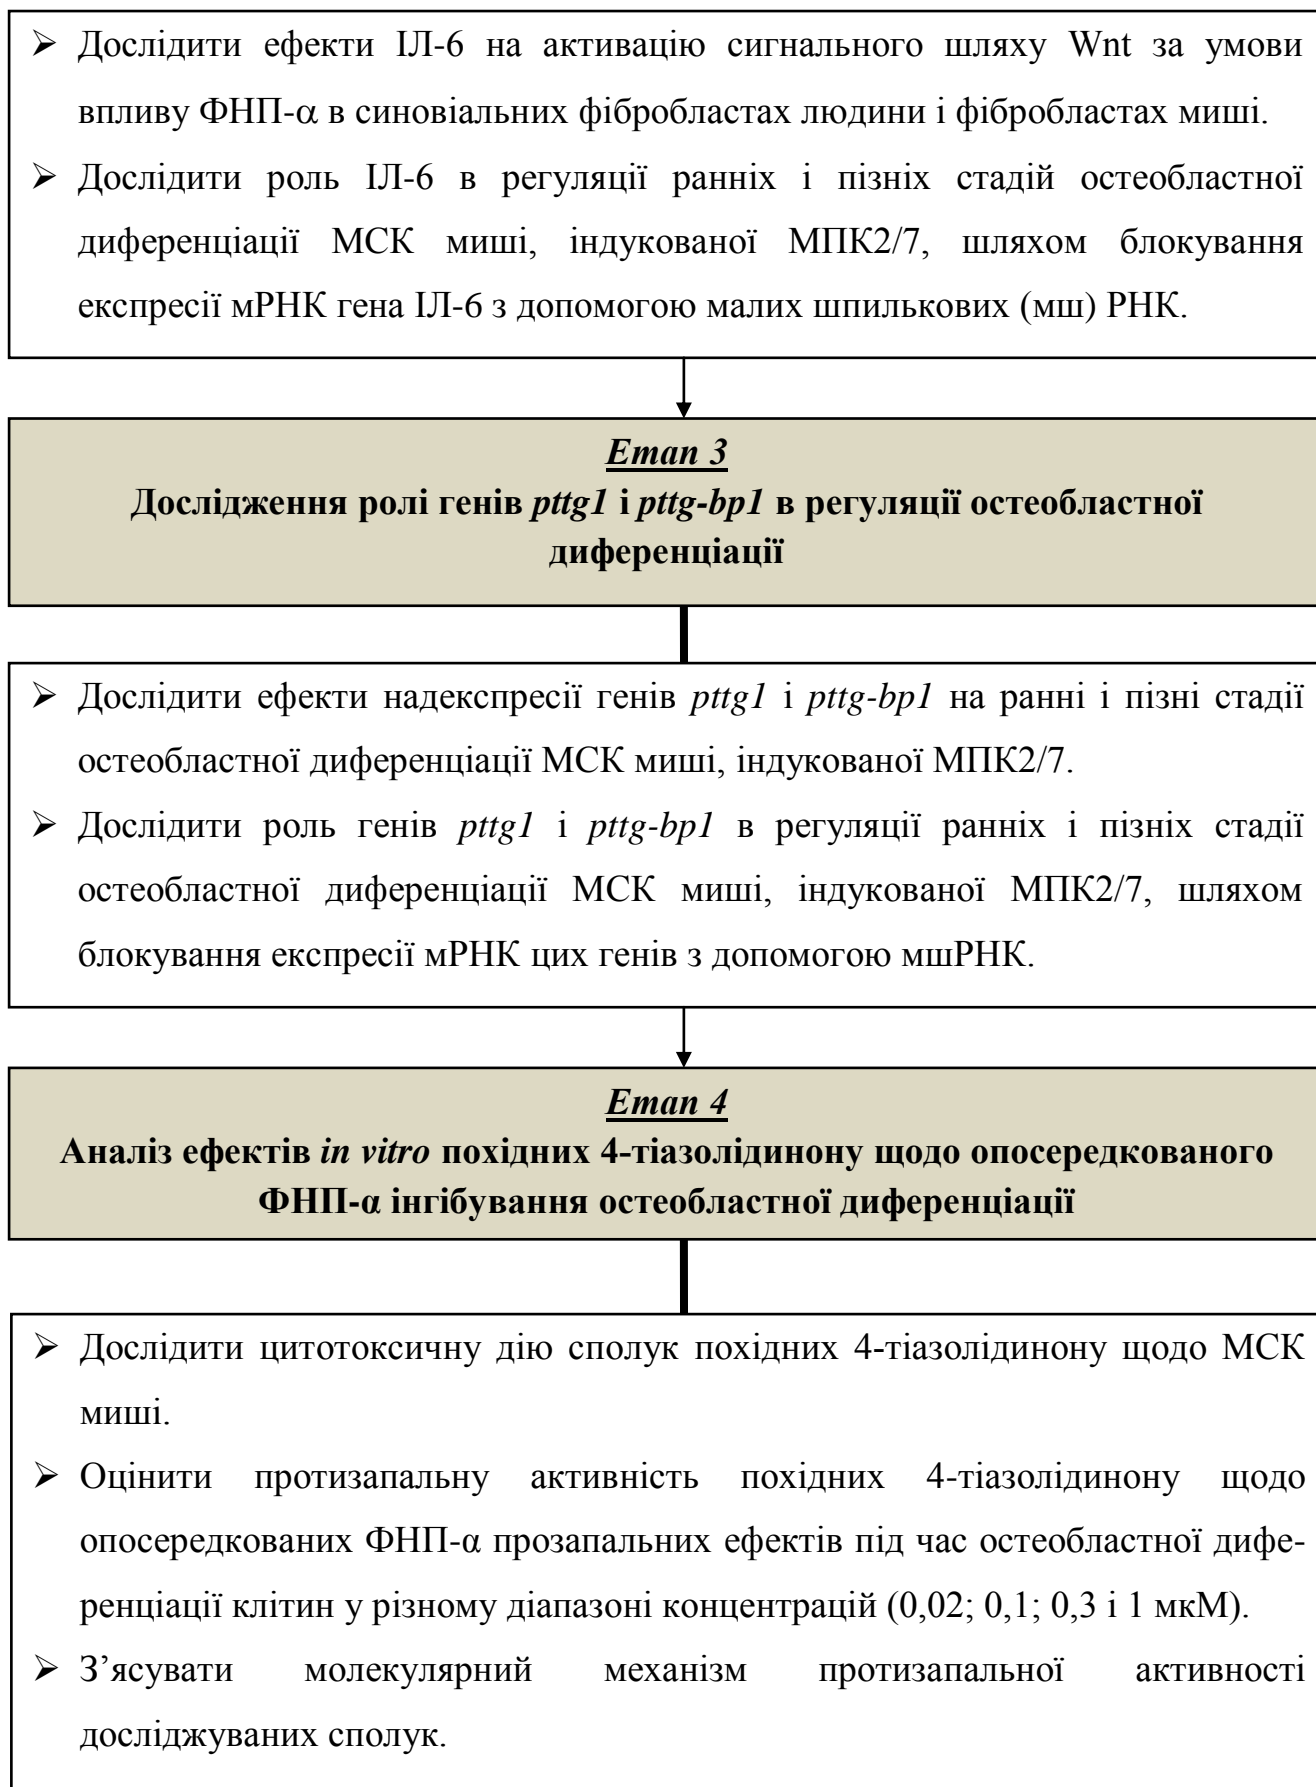 ➢ Дослідити ефекти ІЛ-6 на активацію сигнального шляху Wnt за умови
впливу ФНП-α в синовіальних фібробластах людини і фібробластах миші.
➢ Дослідити роль ІЛ-6 в регуляції ранніх і пізніх стадій остеобластної
диференціації МСК миші, індукованої МПК2/7, шляхом блокування
експресії мРНК гена ІЛ-6 з допомогою малих шпилькових (мш) РНК.
Етап 3
Дослідження ролі генів pttg1 і pttg-bp1 в регуляції остеобластної
диференціації
➢ Дослідити ефекти надекспресії генів pttg1 і pttg-bp1 на ранні і пізні стадії
остеобластної диференціації МСК миші, індукованої МПК2/7.
➢ Дослідити роль генів pttg1 і pttg-bp1 в регуляції ранніх і пізніх стадії
остеобластної диференціації МСК миші, індукованої МПК2/7, шляхом
блокування експресії мРНК цих генів з допомогою мшРНК.
Етап 4
Аналіз ефектів in vitro похідних 4-тіазолідинону щодо опосередкованого
ФНП-α інгібування остеобластної диференціації
➢ Дослідити цитотоксичну дію сполук похідних 4-тіазолідинону щодо МСК
миші.
➢ Оцінити протизапальну активність похідних 4-тіазолідинону щодо
опосередкованих ФНП-α прозапальних ефектів під час остеобластної дифе-
ренціації клітин у різному діапазоні концентрацій (0,02; 0,1; 0,3 і 1 мкМ).
➢ З’ясувати молекулярний механізм протизапальної активності
досліджуваних сполук.